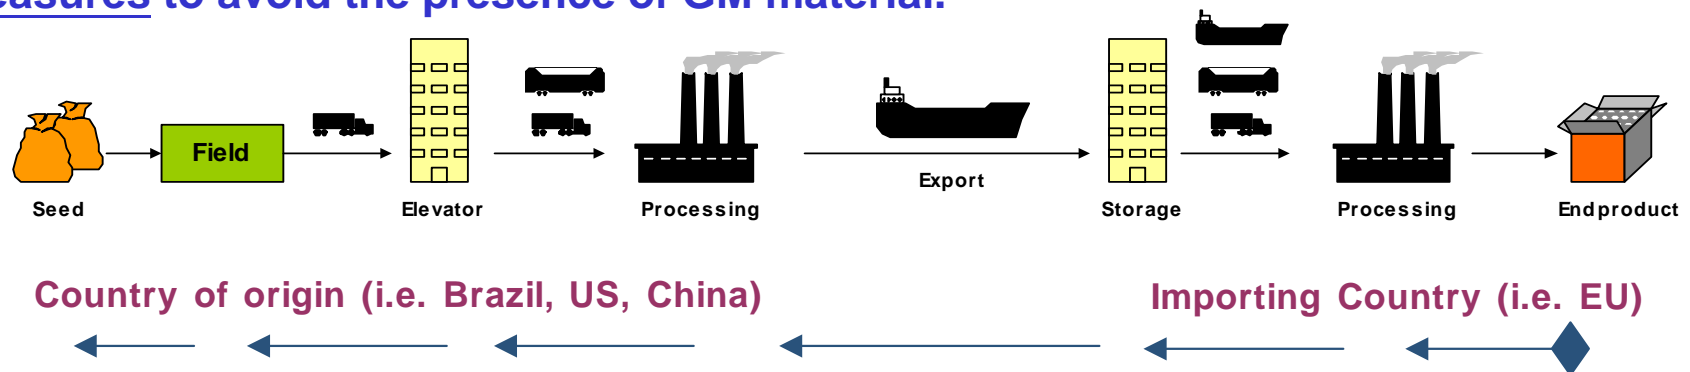 to avoid the presence of GM material.
Field
Export
Seed
Elevator
Processing
Storage
Processing
Endproduct
Country of origin (i.e. Brazil, US, China)
Importing Country (i.e. EU)